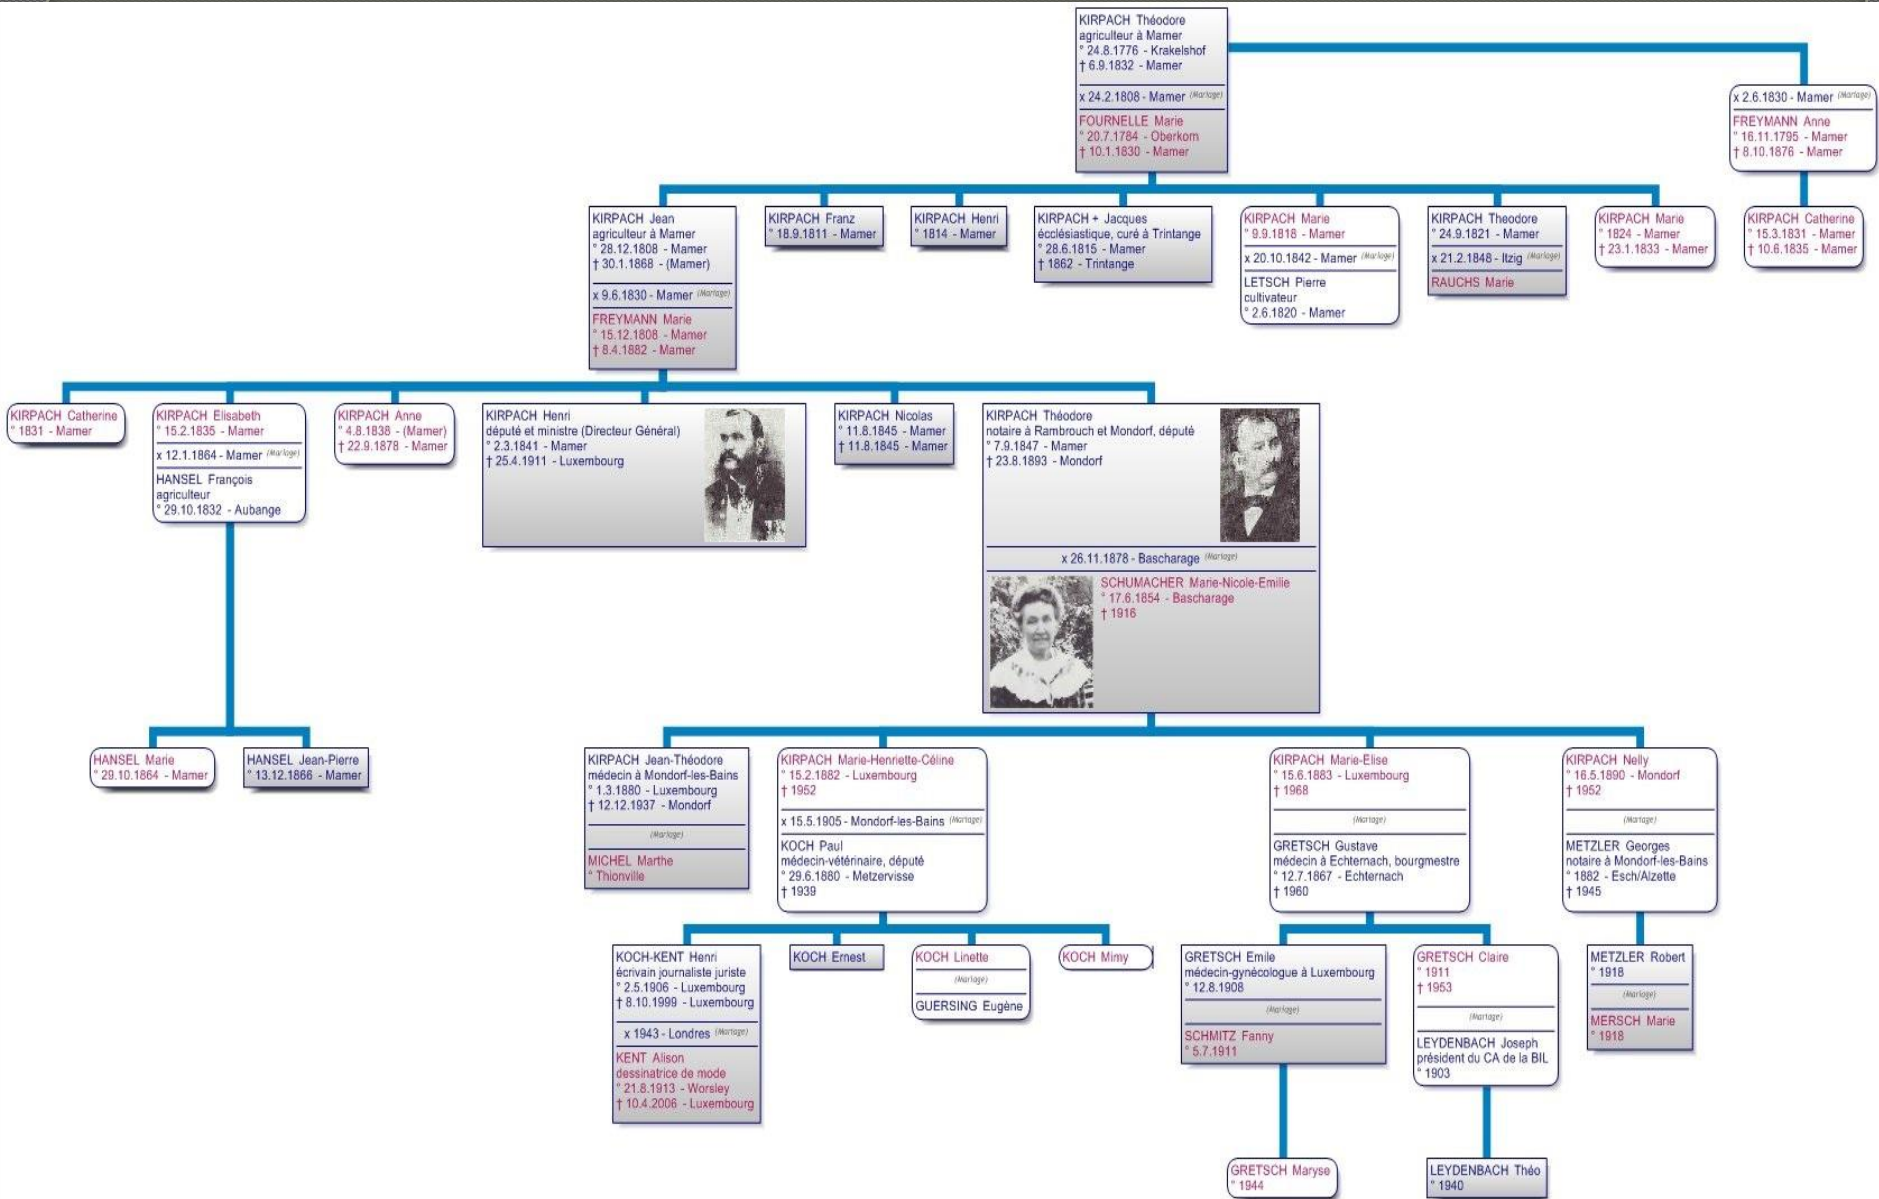 KIRPACH Théodore
agriculteur à Mamer
° 24.8.1776 - Krakelshof
† 6.9.1832 - Mamer
x 24.2.1808 - Mamer (Mariage)
FOURNELLE Marie
° 20.7.1784 - Oberkorn
† 10.1.1830 - Mamer
x 2.6.1830 - Mamer (Mariage)
FREYMANN Anne
° 16.11.1795 - Mamer
† 8.10.1876 - Mamer
KIRPACH Jean
agriculteur à Mamer
° 28.12.1808 - Mamer
† 30.1.1868 - (Mamer)
x 9.6.1830 - Mamer (Mariage)
FREYMANN Marie
° 15.12.1808 - Mamer
† 8.4.1882 - Mamer
KIRPACH Franz
° 18.9.1811 - Mamer
KIRPACH Henri
° 1814 - Mamer
KIRPACH + Jacques
écclésiastique, curé à Trintange
° 28.6.1815 - Mamer
† 1862 - Trintange
KIRPACH Marie
° 9.9.1818 - Mamer
x 20.10.1842 - Mamer (Mariage)
LETSCH Pierre
cultivateur
° 2.6.1820 - Mamer
KIRPACH Theodore
° 24.9.1821 - Mamer
x 21.2.1848 - Itzig (Mariage)
RAUCHS Marie
KIRPACH Marie
° 1824 - Mamer
† 23.1.1833 - Mamer
KIRPACH Catherine
° 15.3.1831 - Mamer
† 10.6.1835 - Mamer
KIRPACH Catherine
° 1831 - Mamer
KIRPACH Elisabeth
° 15.2.1835 - Mamer
x 12.1.1864 - Mamer (Mariage)
HANSEL François
agriculteur
° 29.10.1832 - Aubange
KIRPACH Anne
° 4.8.1838 - (Mamer)
† 22.9.1878 - Mamer
KIRPACH Henri
député et ministre (Directeur Général)
° 2.3.1841 - Mamer
† 25.4.1911 - Luxembourg
KIRPACH Nicolas
° 11.8.1845 - Mamer
† 11.8.1845 - Mamer
KIRPACH Théodore
notaire à Rambrouch et Mondorf, député
° 7.9.1847 - Mamer
† 23.8.1893 - Mondorf
x 26.11.1878 - Bascharage (Mariage)
SCHUMACHER Marie-Nicole-Emilie
° 17.6.1854 - Bascharage
† 1916
HANSEL Marie
° 29.10.1864 - Mamer
HANSEL Jean-Pierre
° 13.12.1866 - Mamer
KIRPACH Jean-Théodore
médecin à Mondorf-les-Bains
° 1.3.1880 - Luxembourg
† 12.12.1937 - Mondorf
(Mariage)
MICHEL Marthe
° Thionville
KIRPACH Marie-Henriette-Céline
° 15.2.1882 - Luxembourg
† 1952
x 15.5.1905 - Mondorf-les-Bains (Mariage)
KOCH Paul
médecin-vétérinaire, député
° 29.6.1880 - Metzervisse
† 1939
KIRPACH Marie-Elise
° 15.6.1883 - Luxembourg
† 1968
(Mariage)
GRETSCH Gustave
médecin à Echternach, bourgmestre
° 12.7.1867 - Echternach
† 1960
KIRPACH Nelly
° 16.5.1890 - Mondorf
† 1952
(Mariage)
METZLER Georges
notaire à Mondorf-les-Bains
° 1882 - Esch/Alzette
† 1945
KOCH-KENT Henri
écrivain journaliste juriste
° 2.5.1906 - Luxembourg
† 8.10.1999 - Luxembourg
x 1943 - Londres (Mariage)
KENT Alison
dessinatrice de mode
° 21.8.1913 - Worsley
† 10.4.2006 - Luxembourg
KOCH Ernest
KOCH Linette
(Mariage)
GUERSING Eugène
KOCH Mimy
GRETSCH Emile
médecin-gynécologue à Luxembourg
° 12.8.1908
(Mariage)
SCHMITZ Fanny
° 5.7.1911
GRETSCH Claire
° 1911
† 1953
(Mariage)
LEYDENBACH Joseph
président du CA de la BIL
° 1903
METZLER Robert
° 1918
(Mariage)
MERSCH Marie
° 1918
GRETSCH Maryse
° 1944
LEYDENBACH Théo
° 1940